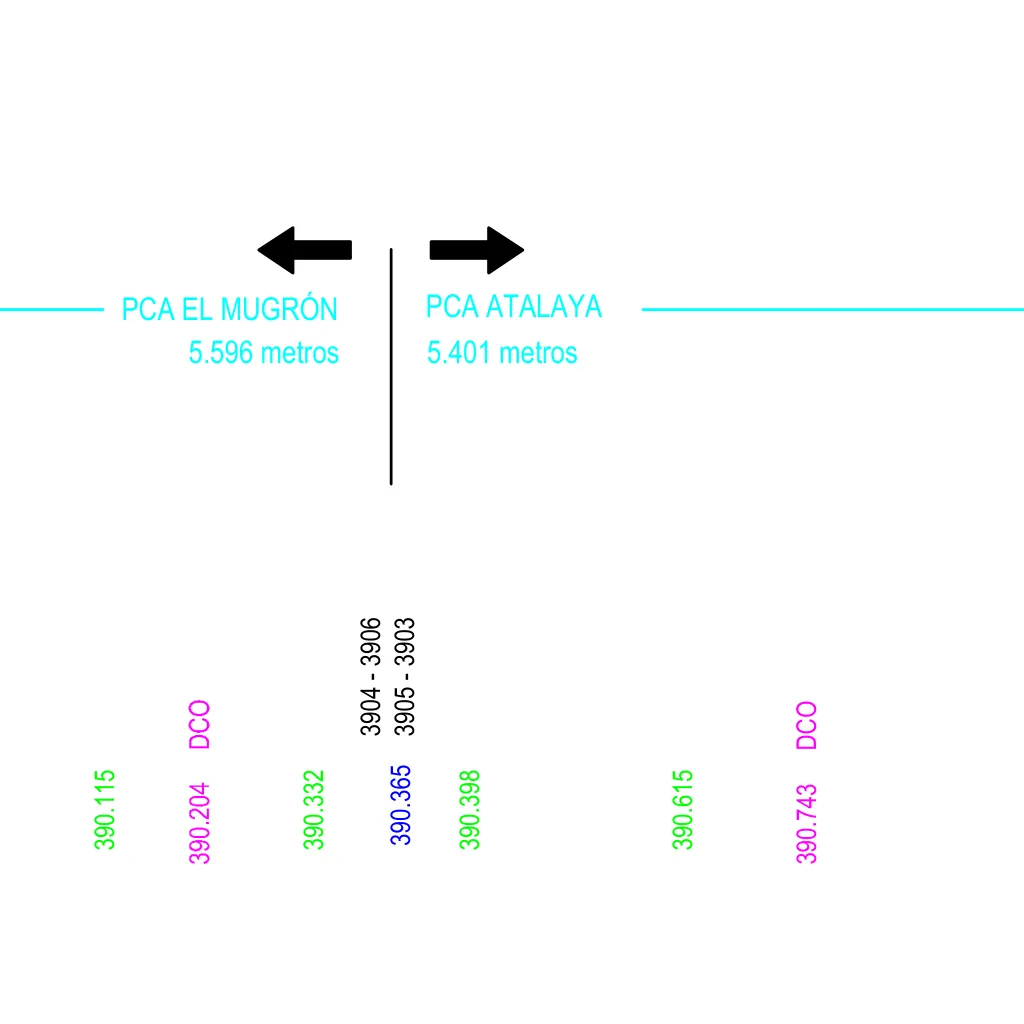 PCA EL MUGRÓN
5.596 metros
PCA ATALAYA
5.401 metros
3904 - 3906
3905 - 3903
DCO
DCO
390.115
390.204
390.332
390.365
390.398
390.615
390.743